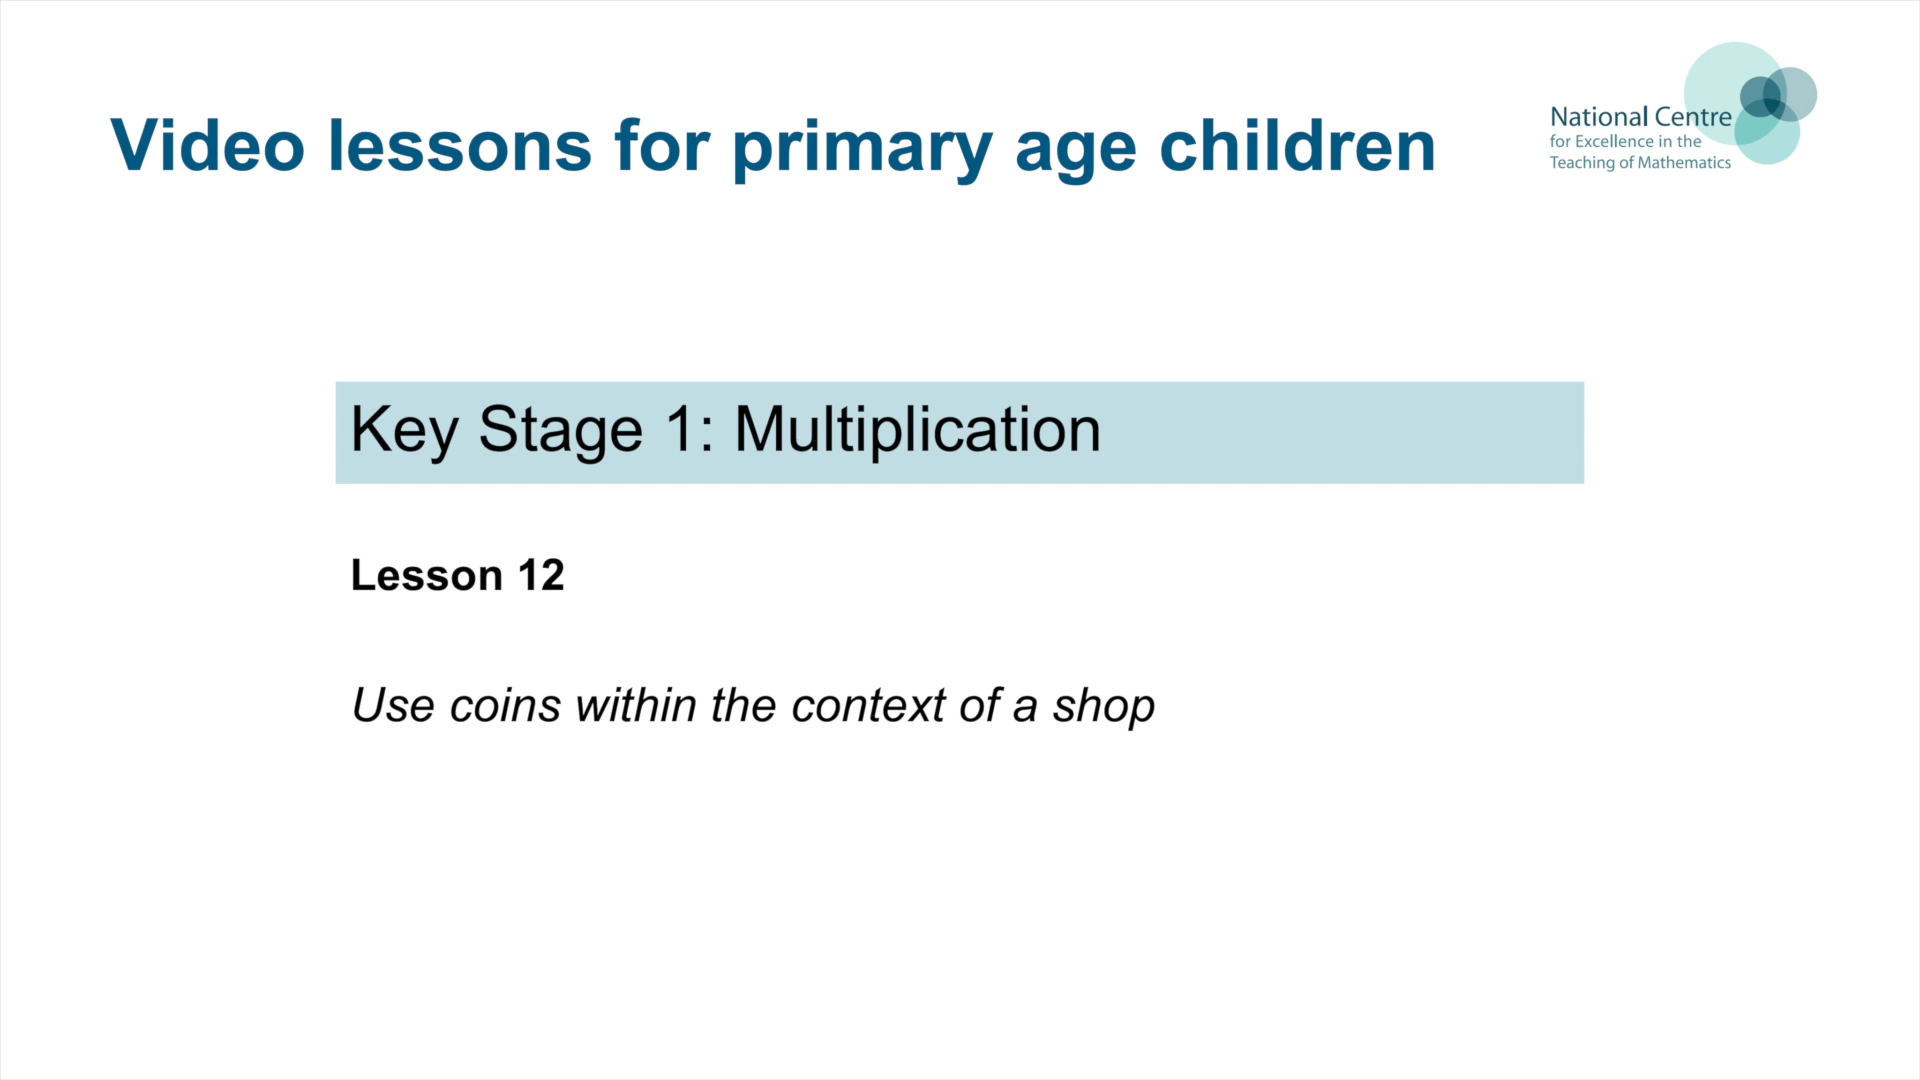 Video lessons for primary age children
National Centre
for Excellence in the
Teaching of Mathematics
Key Stage 1: Multiplication
Lesson 12
Use coins within the context of a shop